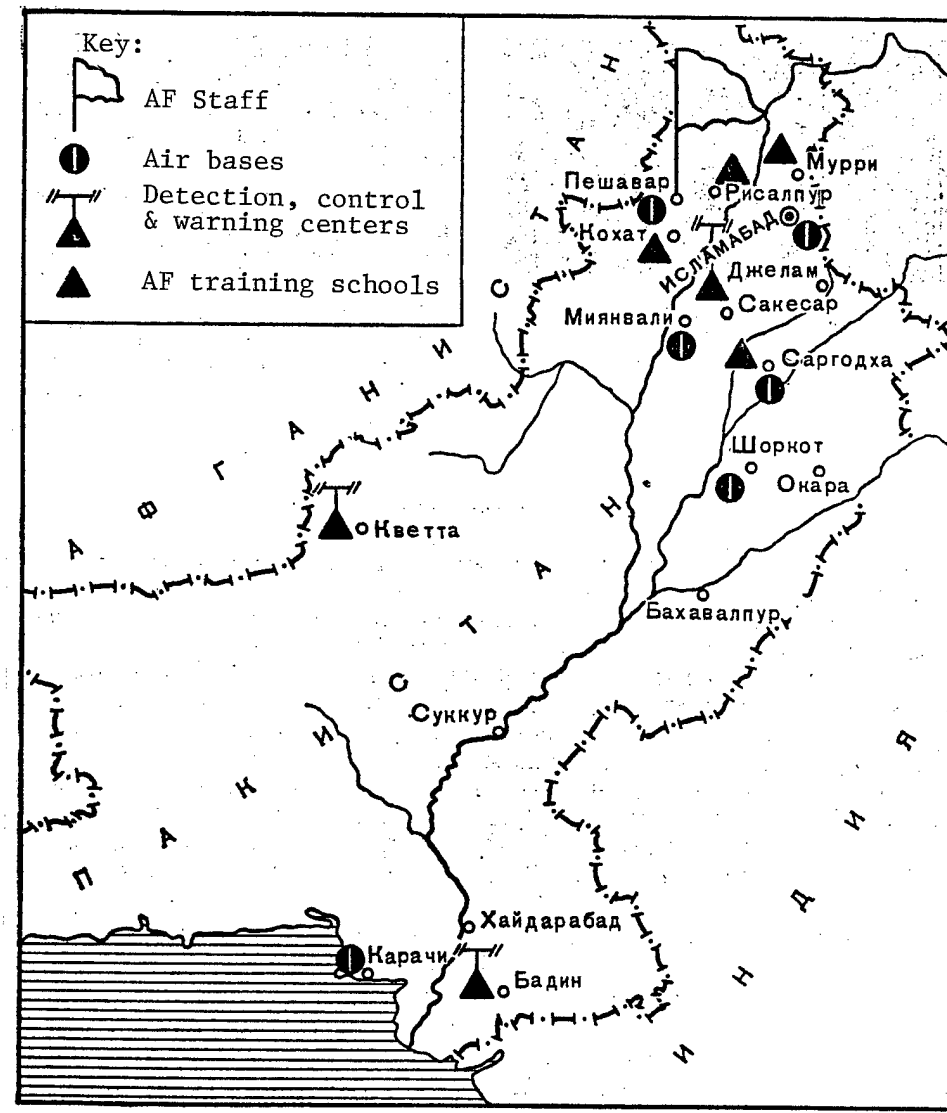 Key:
AF Staff
Air bases
Detection, control
& warning centers
AF training schools
АФГАНИСТАН
Пешавар
Мурри
Рисалпур
Кохат
ИСЛАМАБАД
Джелам
Миянвали
Сакесар
Саргодха
Шоркот
Окара
Кветта
Бахавалпур
ПАКИСТАН
Суккур
ИНДИЯ
Хайдарабад
Карачи
Бадин